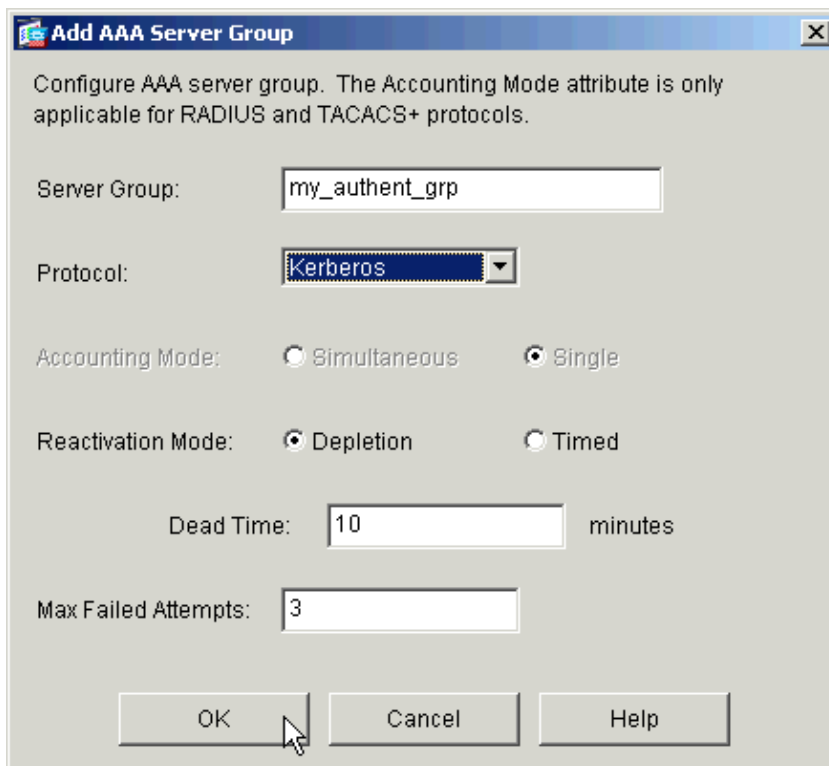 Add AAA Server Group
Configure AAA server group. The Accounting Mode attribute is only
applicable for RADIUS and TACACS+ protocols.
Server Group: my_authent_grp
Protocol: Kerberos
Accounting Mode: Simultaneous Single
Reactivation Mode: Depletion Timed
Dead Time: 10 minutes
Max Failed Attempts: 3
OK Cancel Help